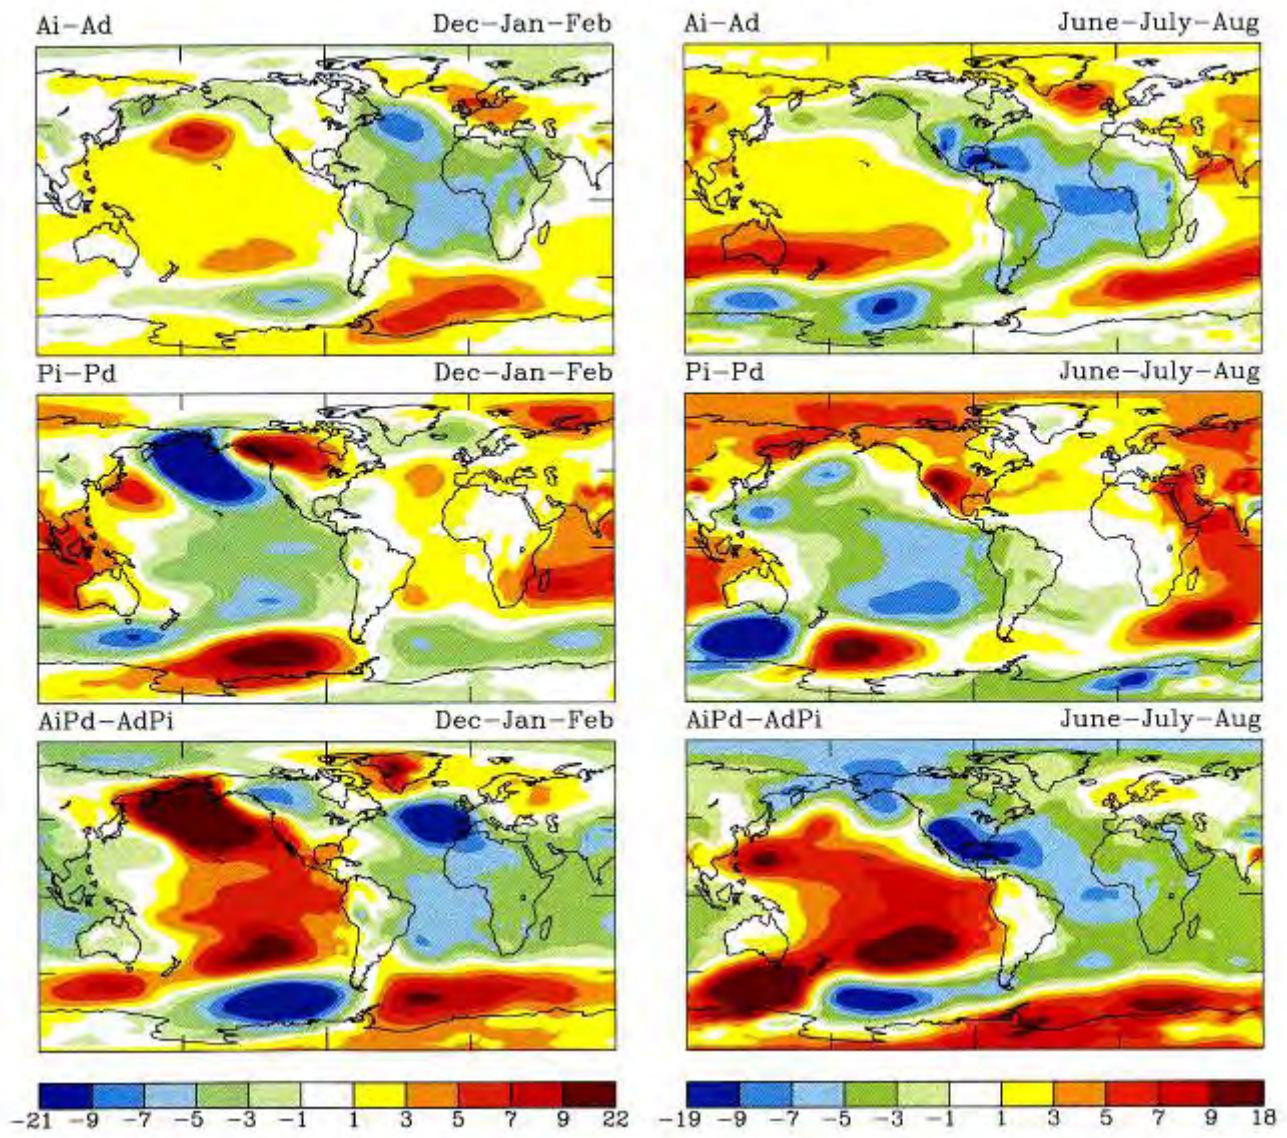 Ai-Ad Dec-Jan-Feb
Ai-Ad June-July-Aug
Pi-Pd Dec-Jan-Feb
Pi-Pd June-July-Aug
AiPd-AdPi Dec-Jan-Feb
AiPd-AdPi June-July-Aug
-21 -9 -7 -5 -3 -1 1 3 5 7 9 22
-19 -9 -7 -5 -3 -1 1 3 5 7 9 18